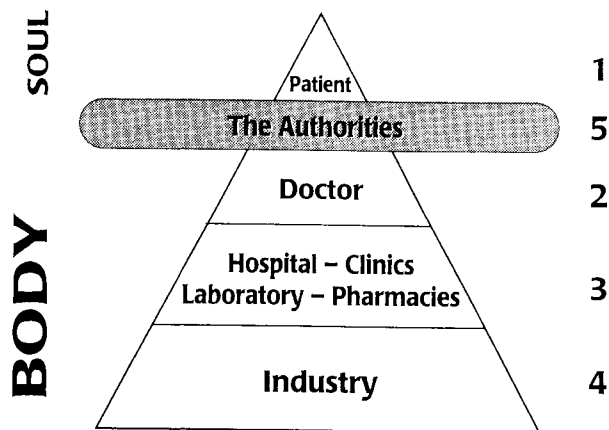 SOUL
Patient
1
The Authorities
5
Doctor
2
BODY
Hospital – Clinics
Laboratory – Pharmacies
3
Industry
4